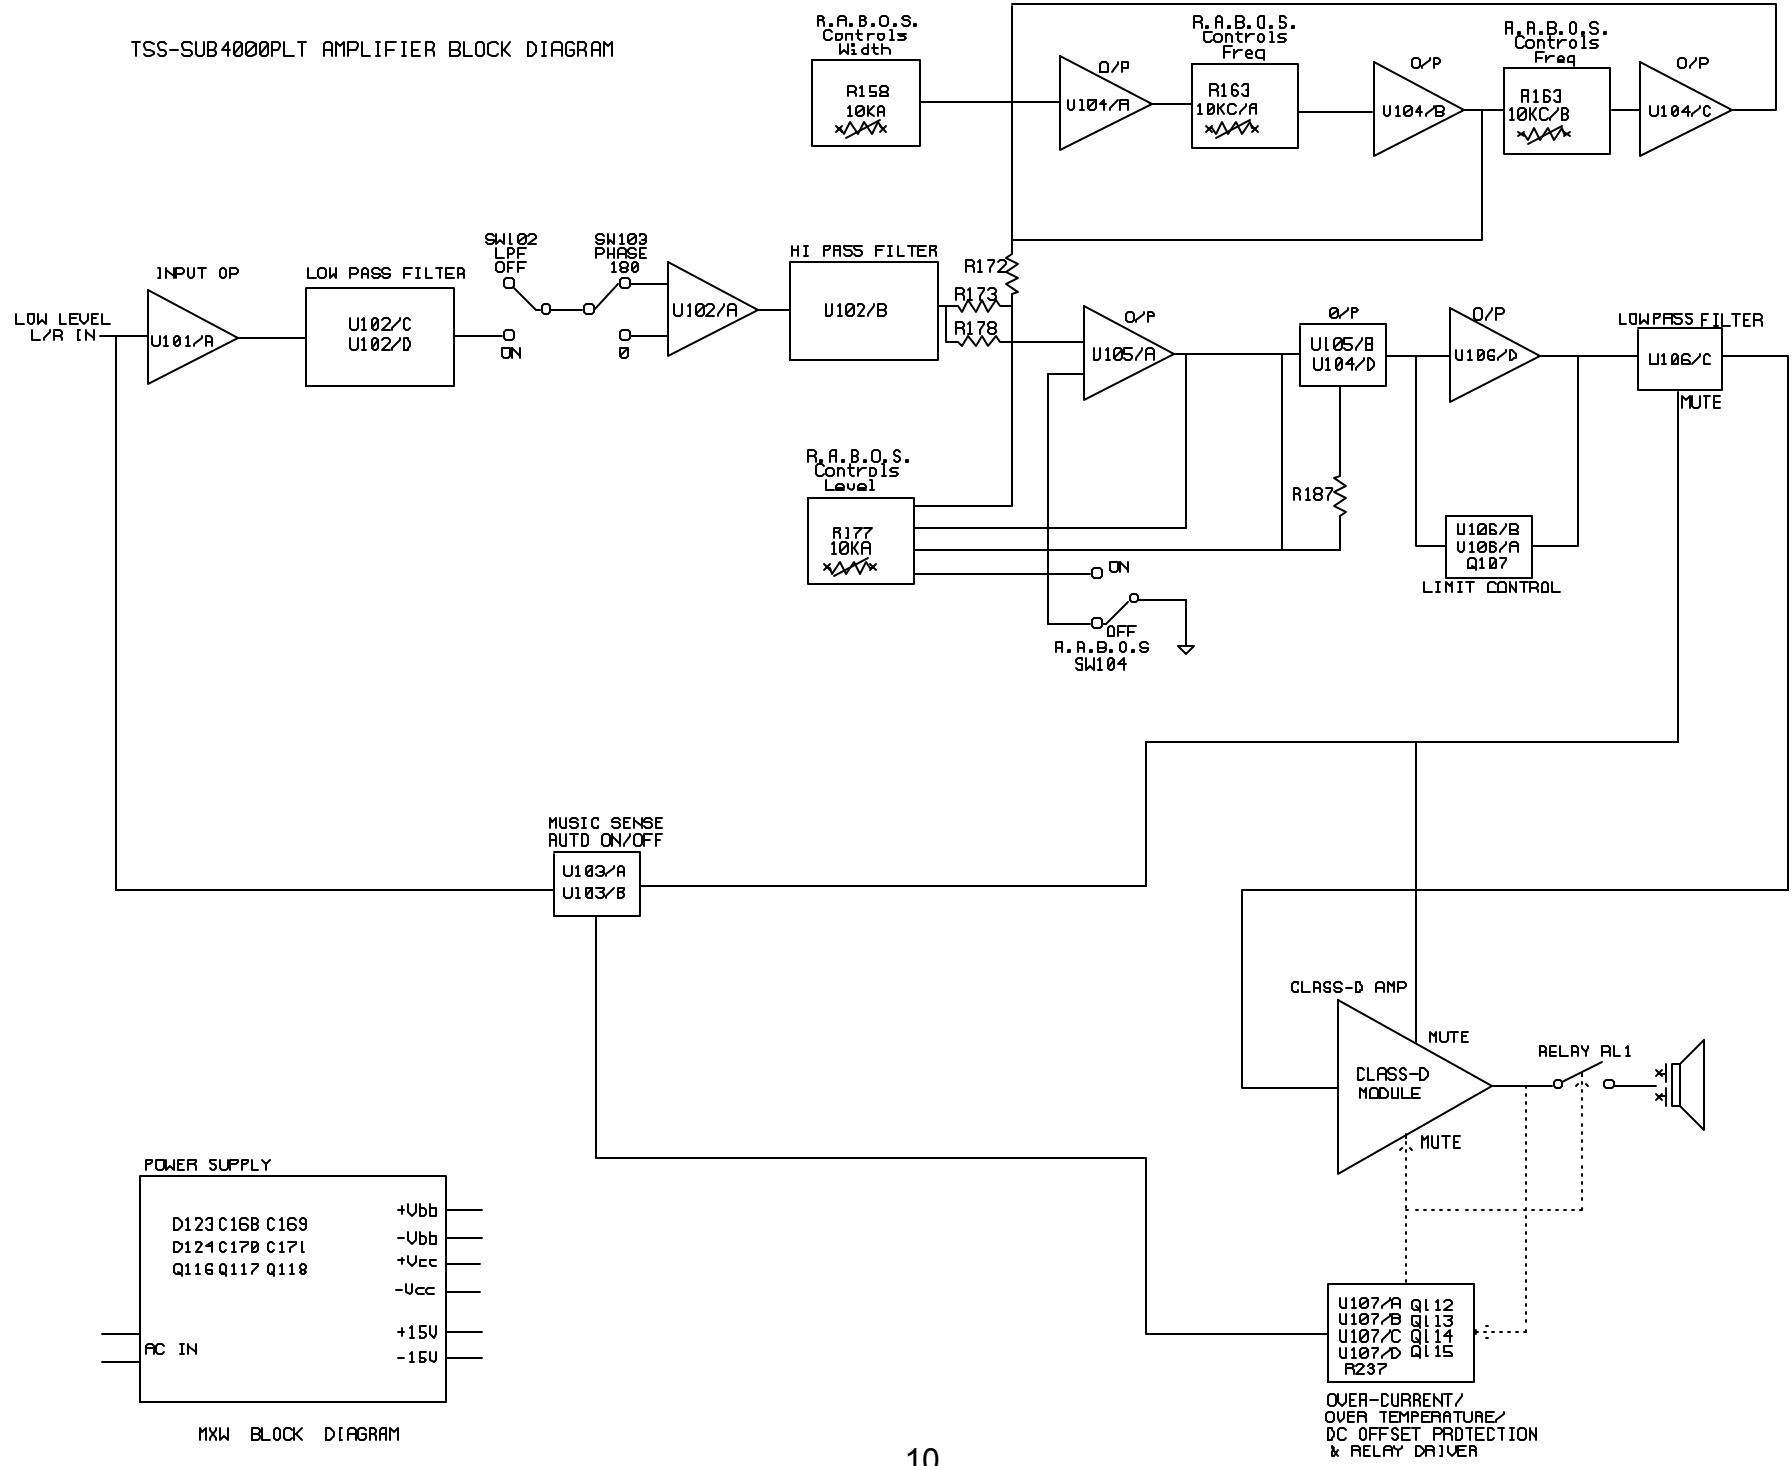 TSS-SUB4000PLT AMPLIFIER BLOCK DIAGRAM
R.A.B.O.S.
Controls
Width
R158
10KA
O/P
U104/A
R.A.B.O.S.
Controls
Freq
R163
10KC/A
O/P
U104/B
R.A.B.O.S.
Controls
Freq
R163
10KC/B
O/P
U104/C
LOW LEVEL
L/R IN
INPUT OP
U101/A
LOW PASS FILTER
U102/C
U102/D
SW102
LPF
OFF
ON
SW103
PHASE
180
0
U102/A
HI PASS FILTER
U102/B
R172
R173
R178
O/P
U105/A
O/P
U105/B
U104/D
O/P
U106/D
LOWPASS FILTER
U106/C
MUTE
R.A.B.O.S.
Controls
Level
R177
10KA
R187
U106/B
U106/A
Q107
LIMIT CONTROL
ON
OFF
R.A.B.O.S
SW104
MUSIC SENSE
AUTO ON/OFF
U103/A
U103/B
CLASS-D AMP
MUTE
CLASS-D
MODULE
MUTE
RELAY RL1
POWER SUPPLY
D123 C168 C169
D124 C170 C171
Q116 Q117 Q118
+Vbb
-Vbb
+Vcc
-Vcc
+15V
-15V
AC IN
MXW BLOCK DIAGRAM
U107/A Q112
U107/B Q113
U107/C Q114
U107/D Q115
R237
OVER-CURRENT/
OVER TEMPERATURE/
DC OFFSET PROTECTION
& RELAY DRIVER
10